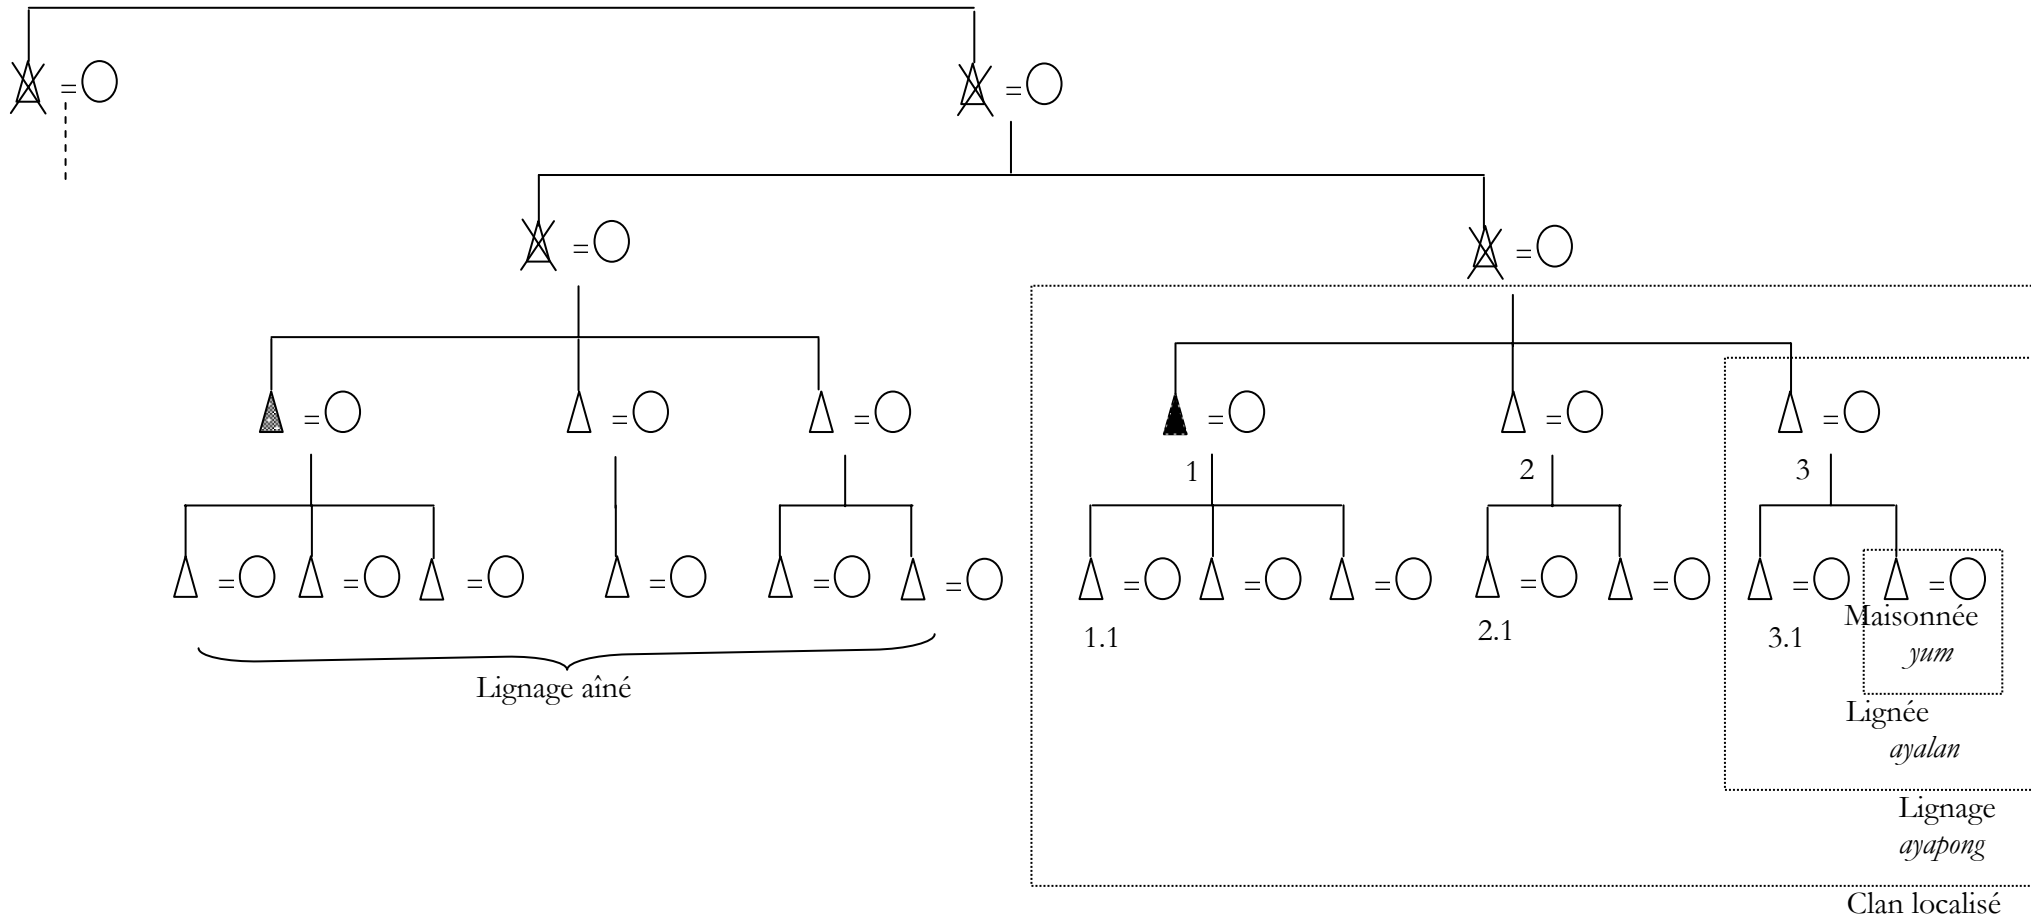 1
2
3
1.1
2.1
3.1
Maisonnée
yum
Lignage aîné
Lignée
ayalan
Lignage
ayapong
Clan localisé